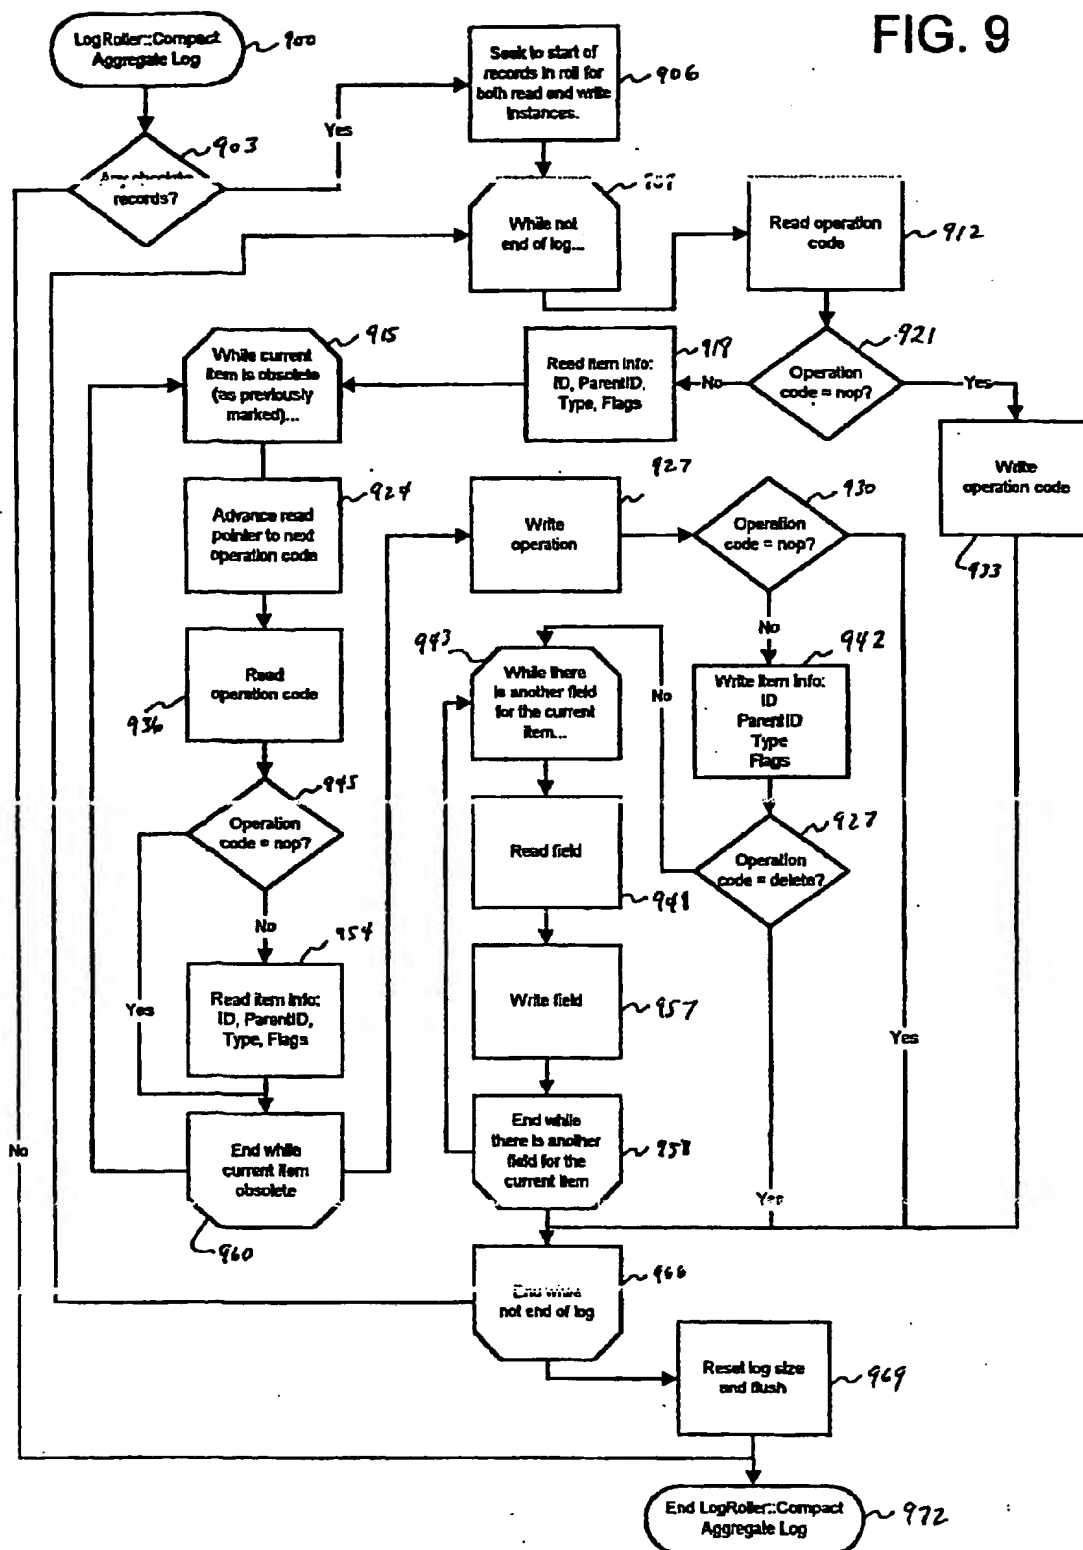 FIG. 9
LogRoller::Compact
Aggregate Log
900
Seek to start of
records in roll for
both read and write
instances.
906
903
Any obsolete
records?
Yes
While not
end of log...
Read operation
code
912
While current
item is obsolete
(as previously
marked)...
915
Read item info:
ID, ParentID,
Type, Flags
918
No
Operation
code = nop?
921
Yes
Write
operation code
933
Advance read
pointer to next
operation code
924
Write
operation
927
Operation
code = nop?
930
No
Read
operation code
936
943
While there
is another field
for the current
item...
No
Write item info:
ID
ParentID
Type
Flags
942
Operation
code = nop?
945
Read field
948
Operation
code = delete?
927
No
Read item info:
ID, ParentID,
Type, Flags
954
Yes
Write field
957
Yes
No
End while
current item
obsolete
960
End while
there is another
field for the
current item
958
Yes
End while
not end of log
966
Reset log size
and flush
969
End LogRoller::Compact
Aggregate Log
972